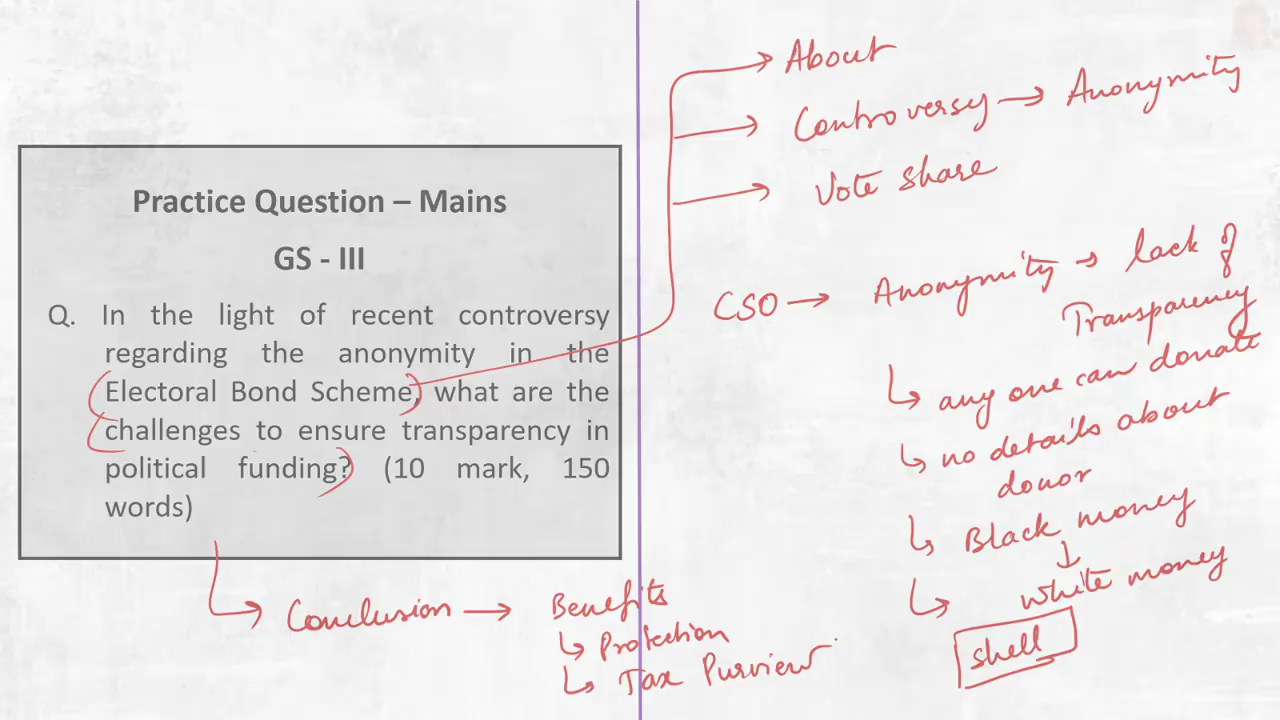 Practice Question – Mains
GS - III
Q. In the light of recent controversy
regarding the anonymity in the
Electoral Bond Scheme, what are the
challenges to ensure transparency in
political funding? (10 mark, 150
words)
About
Controversy → Anonymity
Vote share
CSO → Anonymity → lack of
Transparency
any one can donate
no details about
donor
Black money
white money
shell
Conclusion → Benefits
Protection
Tax Purview